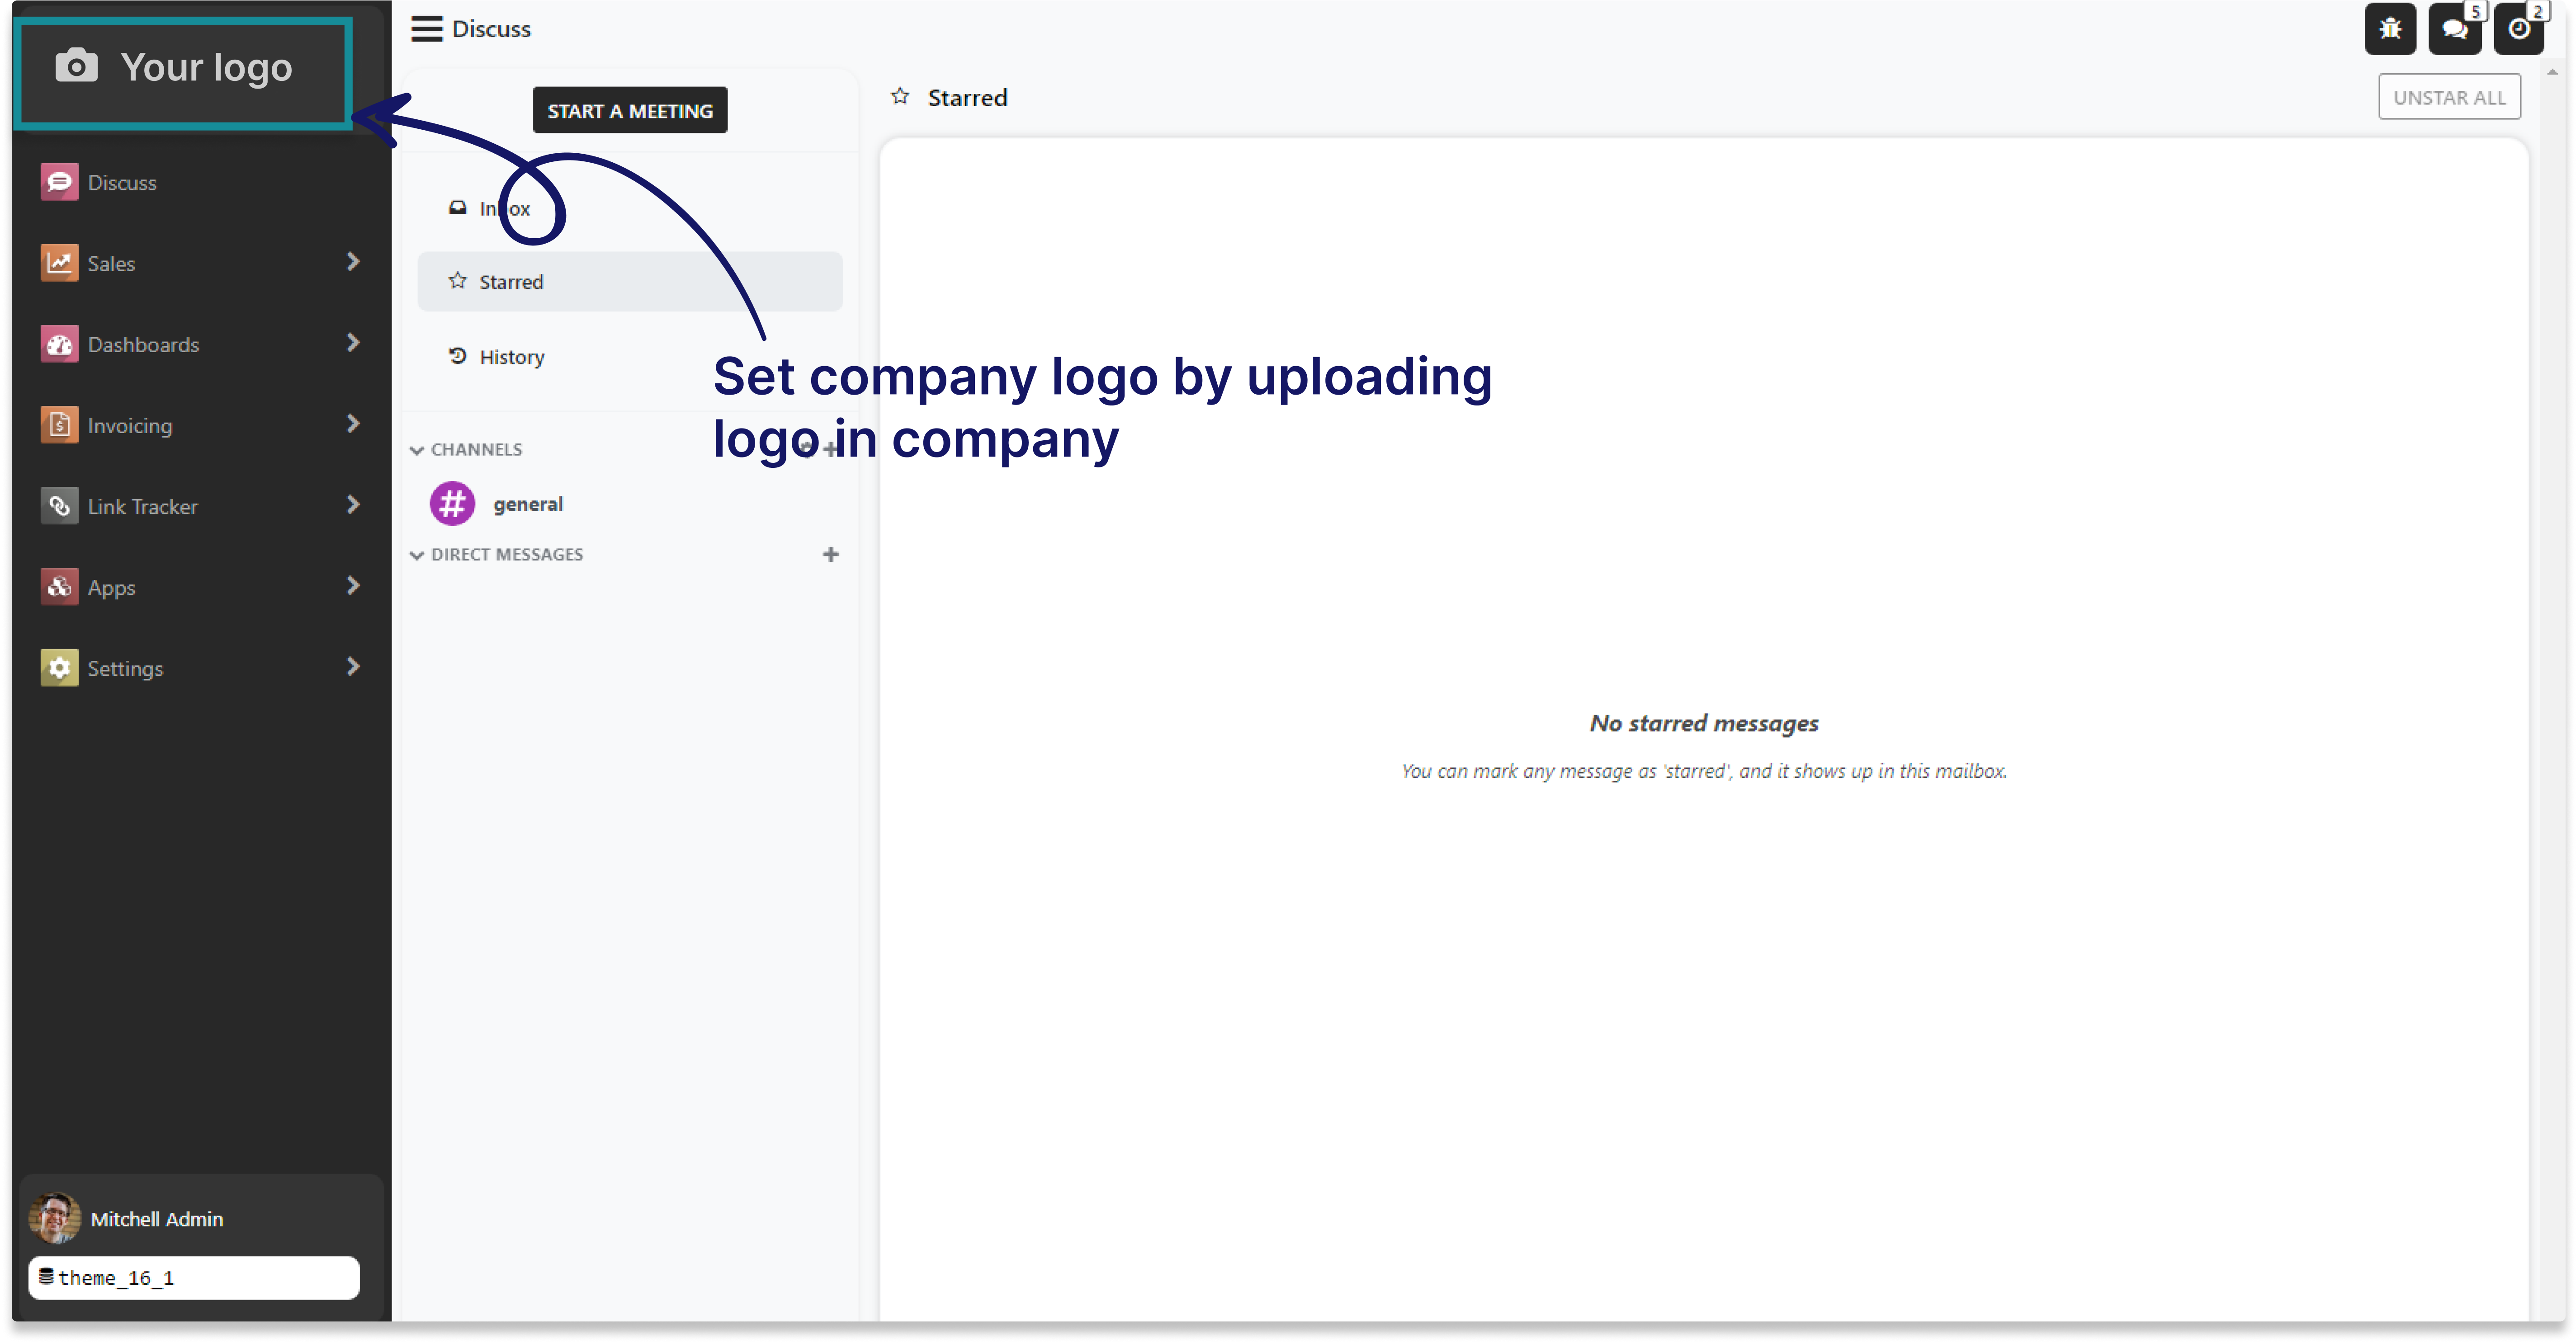 Your logo
Discuss
Sales
Dashboards
Invoicing
Link Tracker
Apps
Settings
Mitchell Admin
theme_16_1
Discuss
5
2
START A MEETING
Inbox
Starred
History
CHANNELS
general
DIRECT MESSAGES
Starred
UNSTAR ALL
Set company logo by uploading
logo in company
No starred messages
You can mark any message as 'starred', and it shows up in this mailbox.